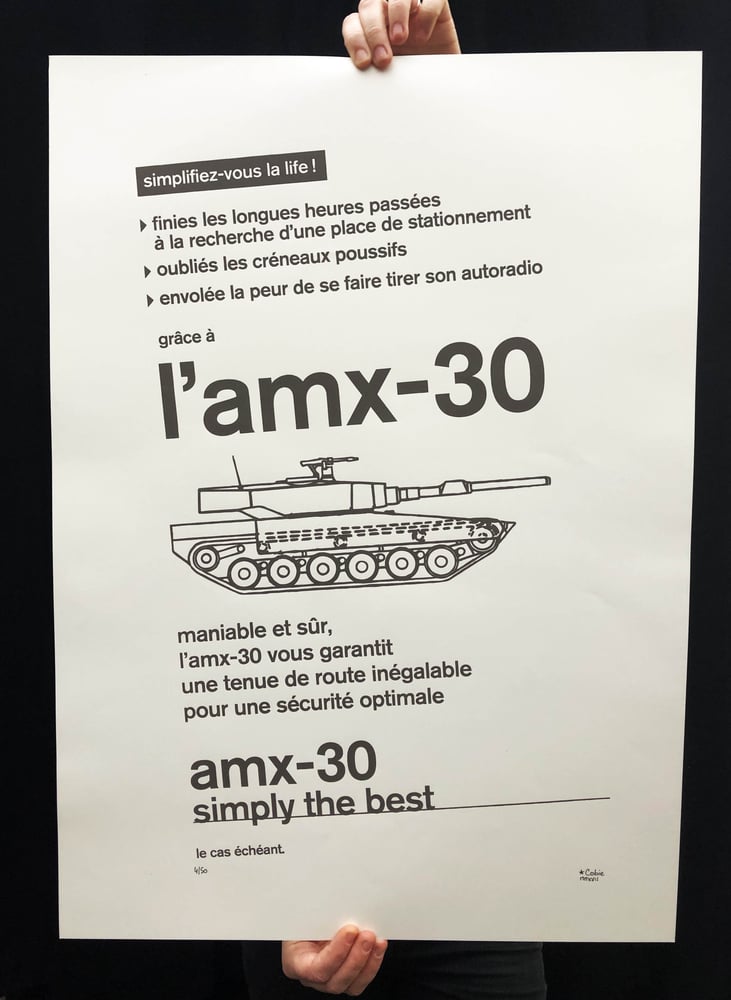 simplifiez-vous la life !
finies les longues heures passées
à la recherche d'une place de stationnement
oubliés les créneaux poussifs
envolée la peur de se faire tirer son autoradio
grâce à
l'amx-30
maniable et sûr,
l'amx-30 vous garantit
une tenue de route inégalable
pour une sécurité optimale
amx-30
simply the best
le cas échéant.
4/50